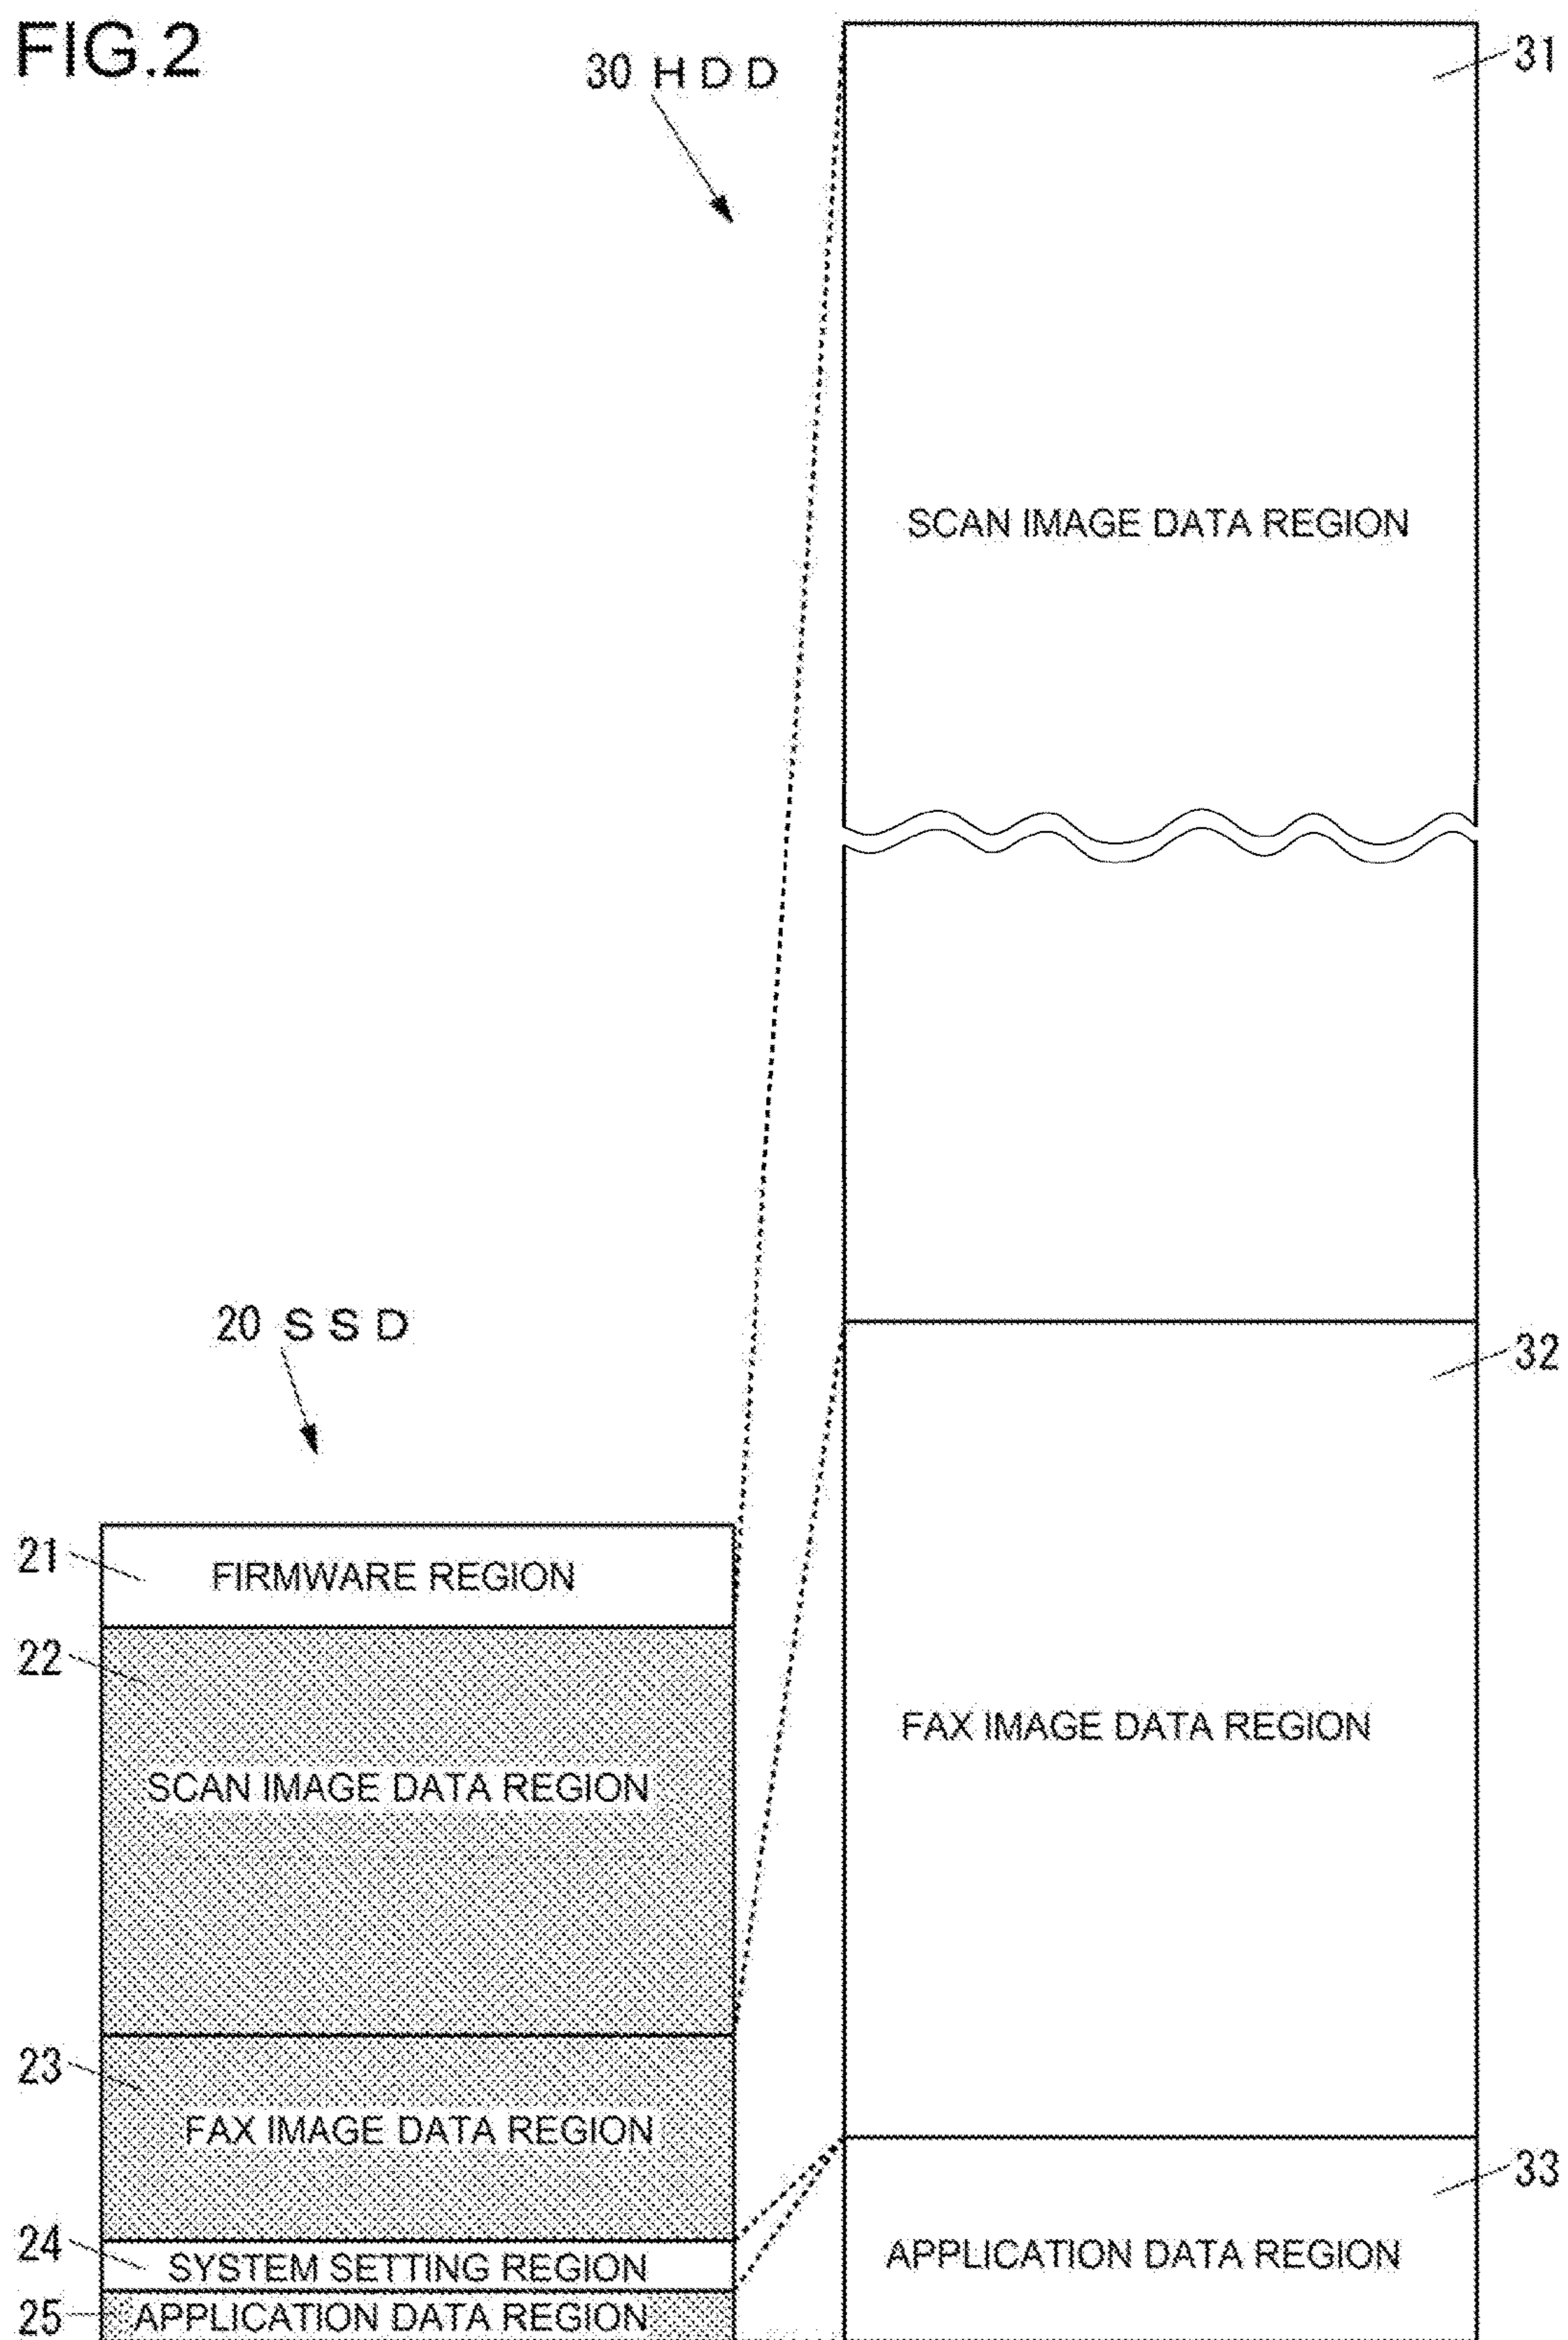 FIG.2
30 HDD
31
SCAN IMAGE DATA REGION
20 SSD
32
21
FIRMWARE REGION
22
SCAN IMAGE DATA REGION
FAX IMAGE DATA REGION
23
FAX IMAGE DATA REGION
33
24
SYSTEM SETTING REGION
APPLICATION DATA REGION
25
APPLICATION DATA REGION